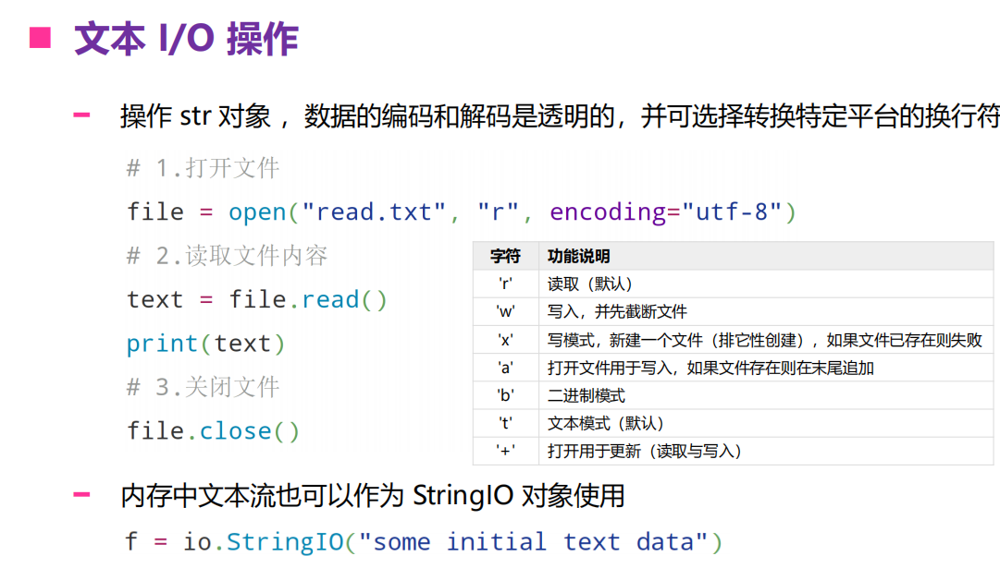 文本 I/O 操作
操作 str 对象 ，数据的编码和解码是透明的，并可选择转换特定平台的换行符
# 1.打开文件
file = open("read.txt", "r", encoding="utf-8")
# 2.读取文件内容
text = file.read()
print(text)
# 3.关闭文件
file.close()
字符 功能说明
'r' 读取（默认）
'w' 写入，并先截断文件
'x' 写模式，新建一个文件（排它性创建），如果文件已存在则失败
'a' 打开文件用于写入，如果文件存在则在末尾追加
'b' 二进制模式
't' 文本模式（默认）
'+' 打开用于更新（读取与写入）
内存中文本流也可以作为 StringIO 对象使用
f = io.StringIO("some initial text data")